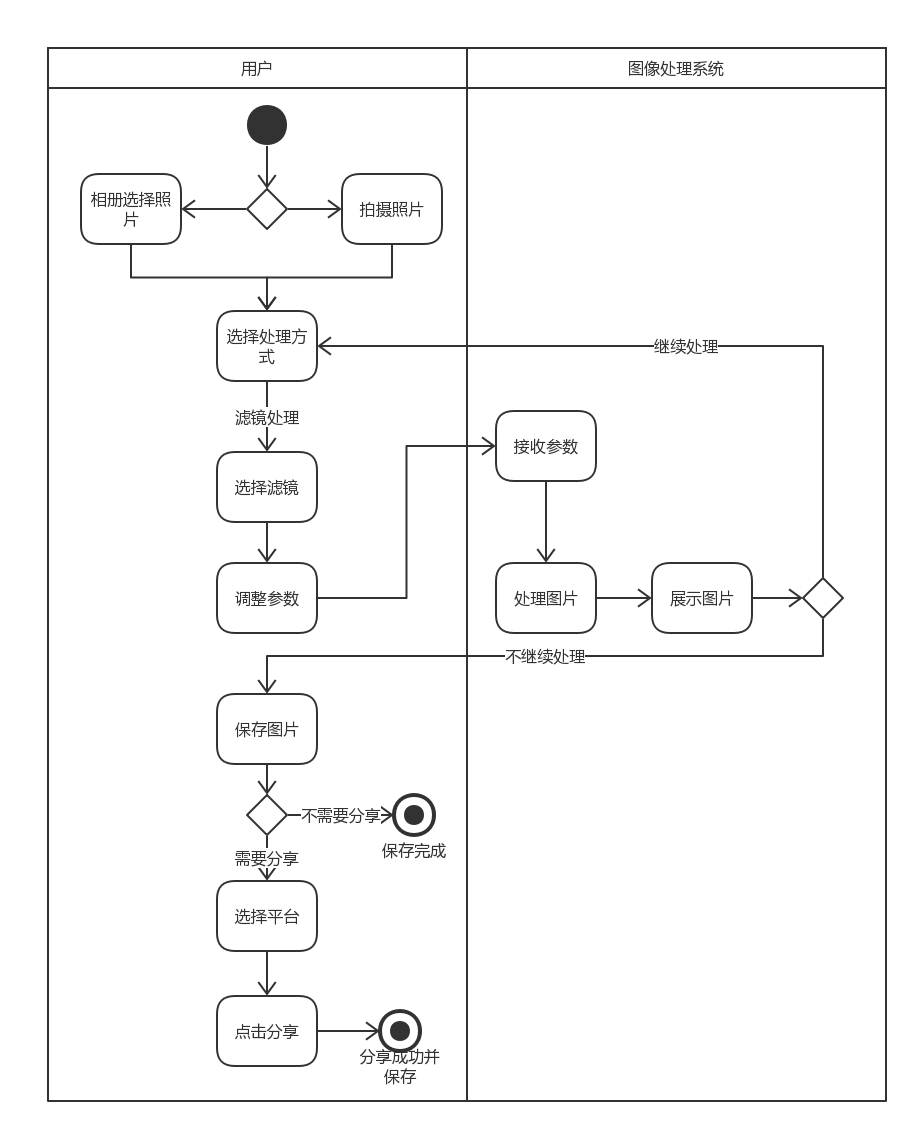 用户
图像处理系统
相册选择照
片
拍摄照片
选择处理方
式
继续处理
滤镜处理
接收参数
选择滤镜
调整参数
处理图片
展示图片
不继续处理
保存图片
不需要分享
保存完成
需要分享
选择平台
点击分享
分享成功并
保存